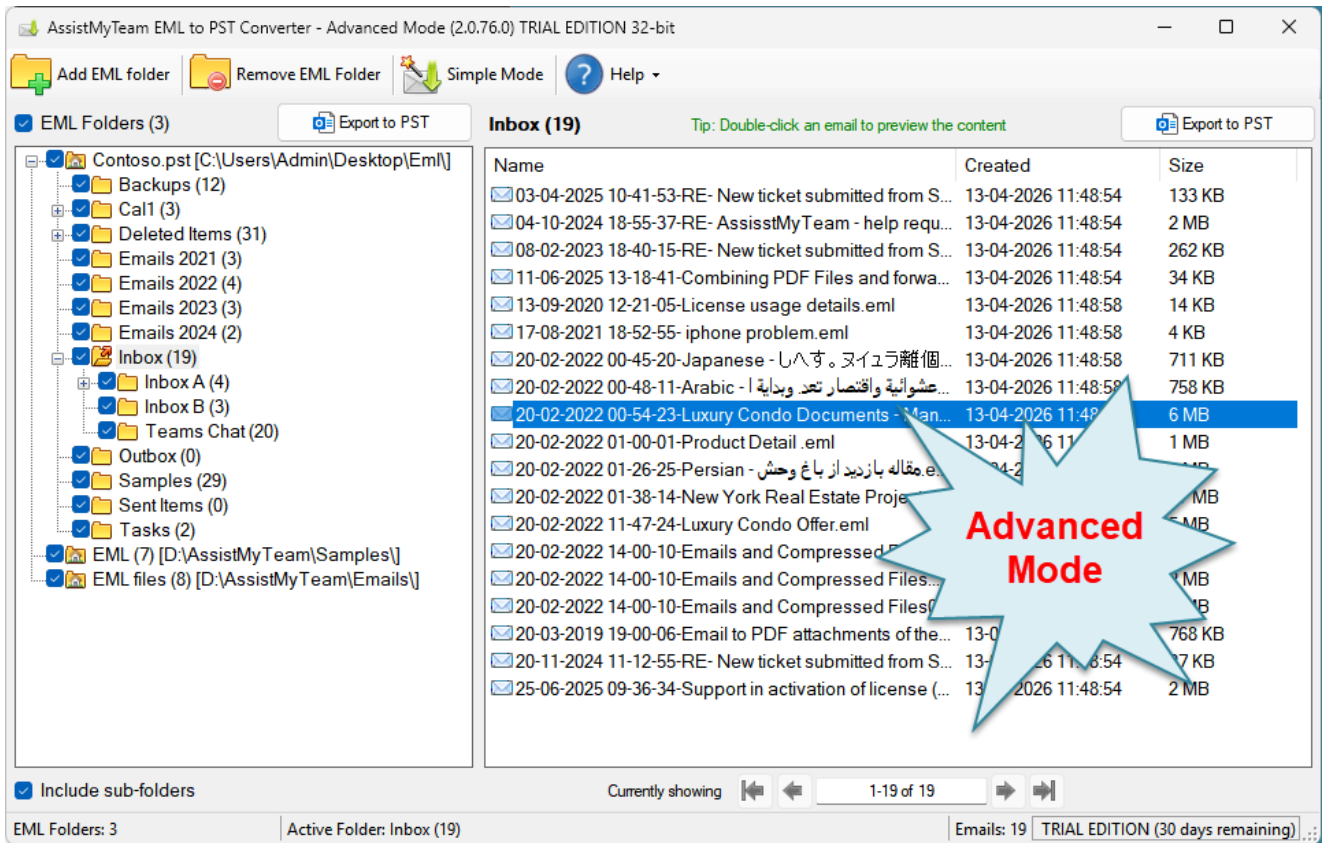 AssistMyTeam EML to PST Converter - Advanced Mode (2.0.76.0) TRIAL EDITION 32-bit
Add EML folder Remove EML Folder Simple Mode Help
EML Folders (3) Export to PST
Contoso.pst [C:\Users\Admin\Desktop\Eml\]
Backups (12)
Cal1 (3)
Deleted Items (31)
Emails 2021 (3)
Emails 2022 (4)
Emails 2023 (3)
Emails 2024 (2)
Inbox (19)
Inbox A (4)
Inbox B (3)
Teams Chat (20)
Outbox (0)
Samples (29)
Sent Items (0)
Tasks (2)
EML (7) [D:\AssistMyTeam\Samples\]
EML files (8) [D:\AssistMyTeam\Emails\]
Include sub-folders
Inbox (19) Tip: Double-click an email to preview the content Export to PST
Name Created Size
03-04-2025 10-41-53-RE- New ticket submitted from S... 13-04-2026 11:48:54 133 KB
04-10-2024 18-55-37-RE- AssisstMyTeam - help requ... 13-04-2026 11:48:54 2 MB
08-02-2023 18-40-15-RE- New ticket submitted from S... 13-04-2026 11:48:54 262 KB
11-06-2025 13-18-41-Combining PDF Files and forwa... 13-04-2026 11:48:54 34 KB
13-09-2020 12-21-05-License usage details.eml 13-04-2026 11:48:58 14 KB
17-08-2021 18-52-55- iphone problem.eml 13-04-2026 11:48:58 4 KB
20-02-2022 00-45-20-Japanese - しへす。ヌイュラ離個... 13-04-2026 11:48:58 711 KB
20-02-2022 00-48-11-Arabic - عشوائية واقتصار تعد. وبداية ا... 13-04-2026 11:48:58 758 KB
20-02-2022 00-54-23-Luxury Condo Documents - Man... 13-04-2026 6 MB
20-02-2022 01-00-01-Product Detail .eml 1 MB
20-02-2022 01-26-25-Persian - مقاله بازدید از باغ وحش.e... MB
20-02-2022 01-38-14-New York Real Estate MB
20-02-2022 11-47-24-Luxury Condo Offer.eml MB
20-02-2022 14-00-10-Emails and Compressed
20-02-2022 14-00-10-Emails and Compressed Files... MB
20-02-2022 14-00-10-Emails and Compressed Files
20-03-2019 19-00-06-Email to PDF attachments of the... 768 KB
20-11-2024 11-12-55-RE- New ticket submitted from S... KB
25-06-2025 09-36-34-Support in activation of license (... 2026 11:48:54 2 MB
Advanced
Mode
Currently showing 1-19 of 19
EML Folders: 3 Active Folder: Inbox (19) Emails: 19 TRIAL EDITION (30 days remaining)